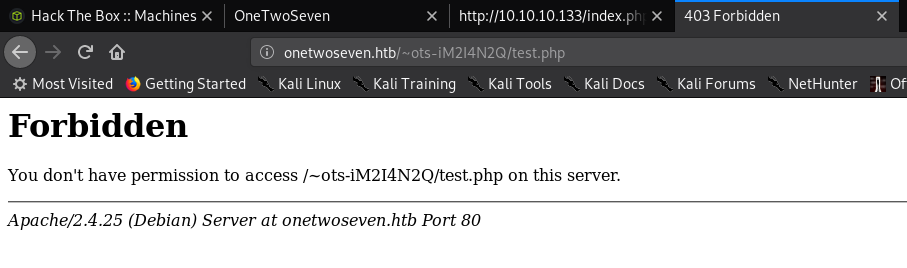 Hack The Box :: Machines
OneTwoSeven
http://10.10.10.133/index.ph
403 Forbidden
onetwoseven.htb/~ots-iM2I4N2Q/test.php
Most Visited
Getting Started
Kali Linux
Kali Training
Kali Tools
Kali Docs
Kali Forums
NetHunter
Of
Forbidden
You don't have permission to access /~ots-iM2I4N2Q/test.php on this server.
Apache/2.4.25 (Debian) Server at onetwoseven.htb Port 80